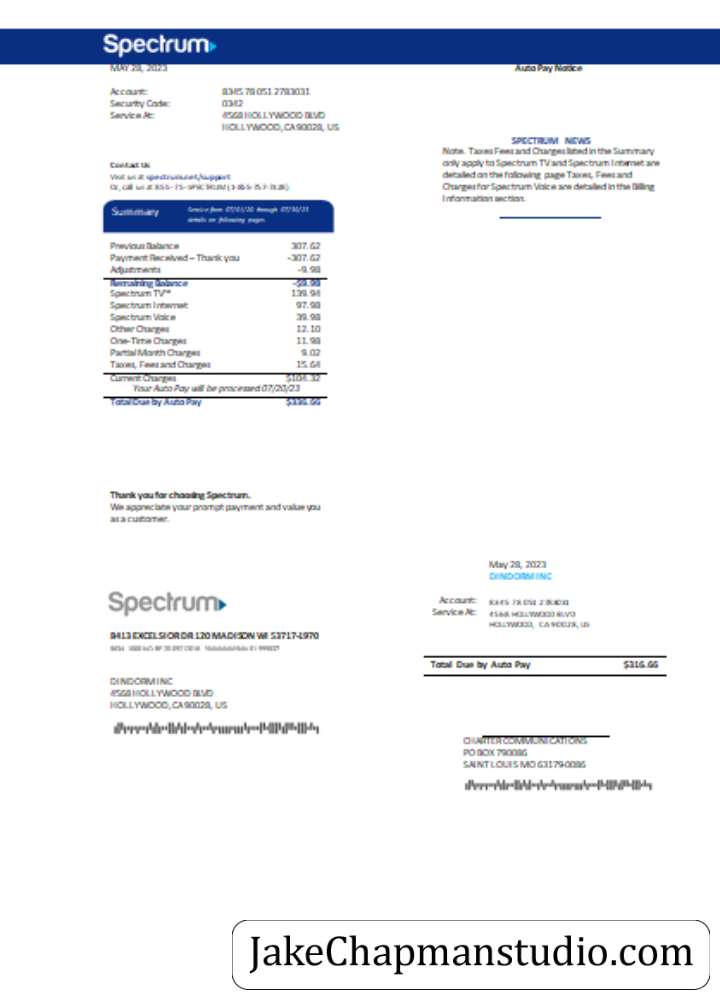 Spectrum
MAY 28, 2023
Auto Pay Notice
Account: 8345 78 051 2783031
Security Code: 0342
Service At: 4568 HOLLYWOOD BLVD
HOLLYWOOD, CA 90028, US
SPECTRUM NEWS
Note. Taxes Fees and Charges listed in the Summary
only apply to Spectrum TV and Spectrum Internet are
detailed on the following page Taxes, Fees and
Charges for Spectrum Voice are detailed in the Billing
Information section.
Contact Us
Visit us at spectrum.net/support
Or, call us at
Summary
details on following pages
Previous Balance 307.62
Payment Received – Thank you -307.62
Adjustments -9.98
Remaining Balance -$9.98
Spectrum TV™ 139.94
Spectrum Internet 97.98
Spectrum Voice 39.98
Other Charges 12.10
One-Time Charges 11.98
Partial Month Charges 9.02
Taxes, Fees and Charges 15.64
Current Charges $104.32
Your Auto Pay will be processed 07/20/23
Total Due by Auto Pay $336.66
Thank you for choosing Spectrum.
We appreciate your prompt payment and value you
as a customer.
May 28, 2023
DINDORM INC
Account: 8345 78 051 2783031
Service At: 4568 HOLLYWOOD BLVD
HOLLYWOOD, CA 90028, US
Spectrum
8413 EXCELSIOR DR 120 MADISON WI 53717-1970
Total Due by Auto Pay $316.66
DINDORM INC
4568 HOLLYWOOD BLVD
HOLLYWOOD, CA 90028, US
CHARTER COMMUNICATIONS
PO BOX 790086
SAINT LOUIS MO 63179-0086
JakeChapmanstudio.com